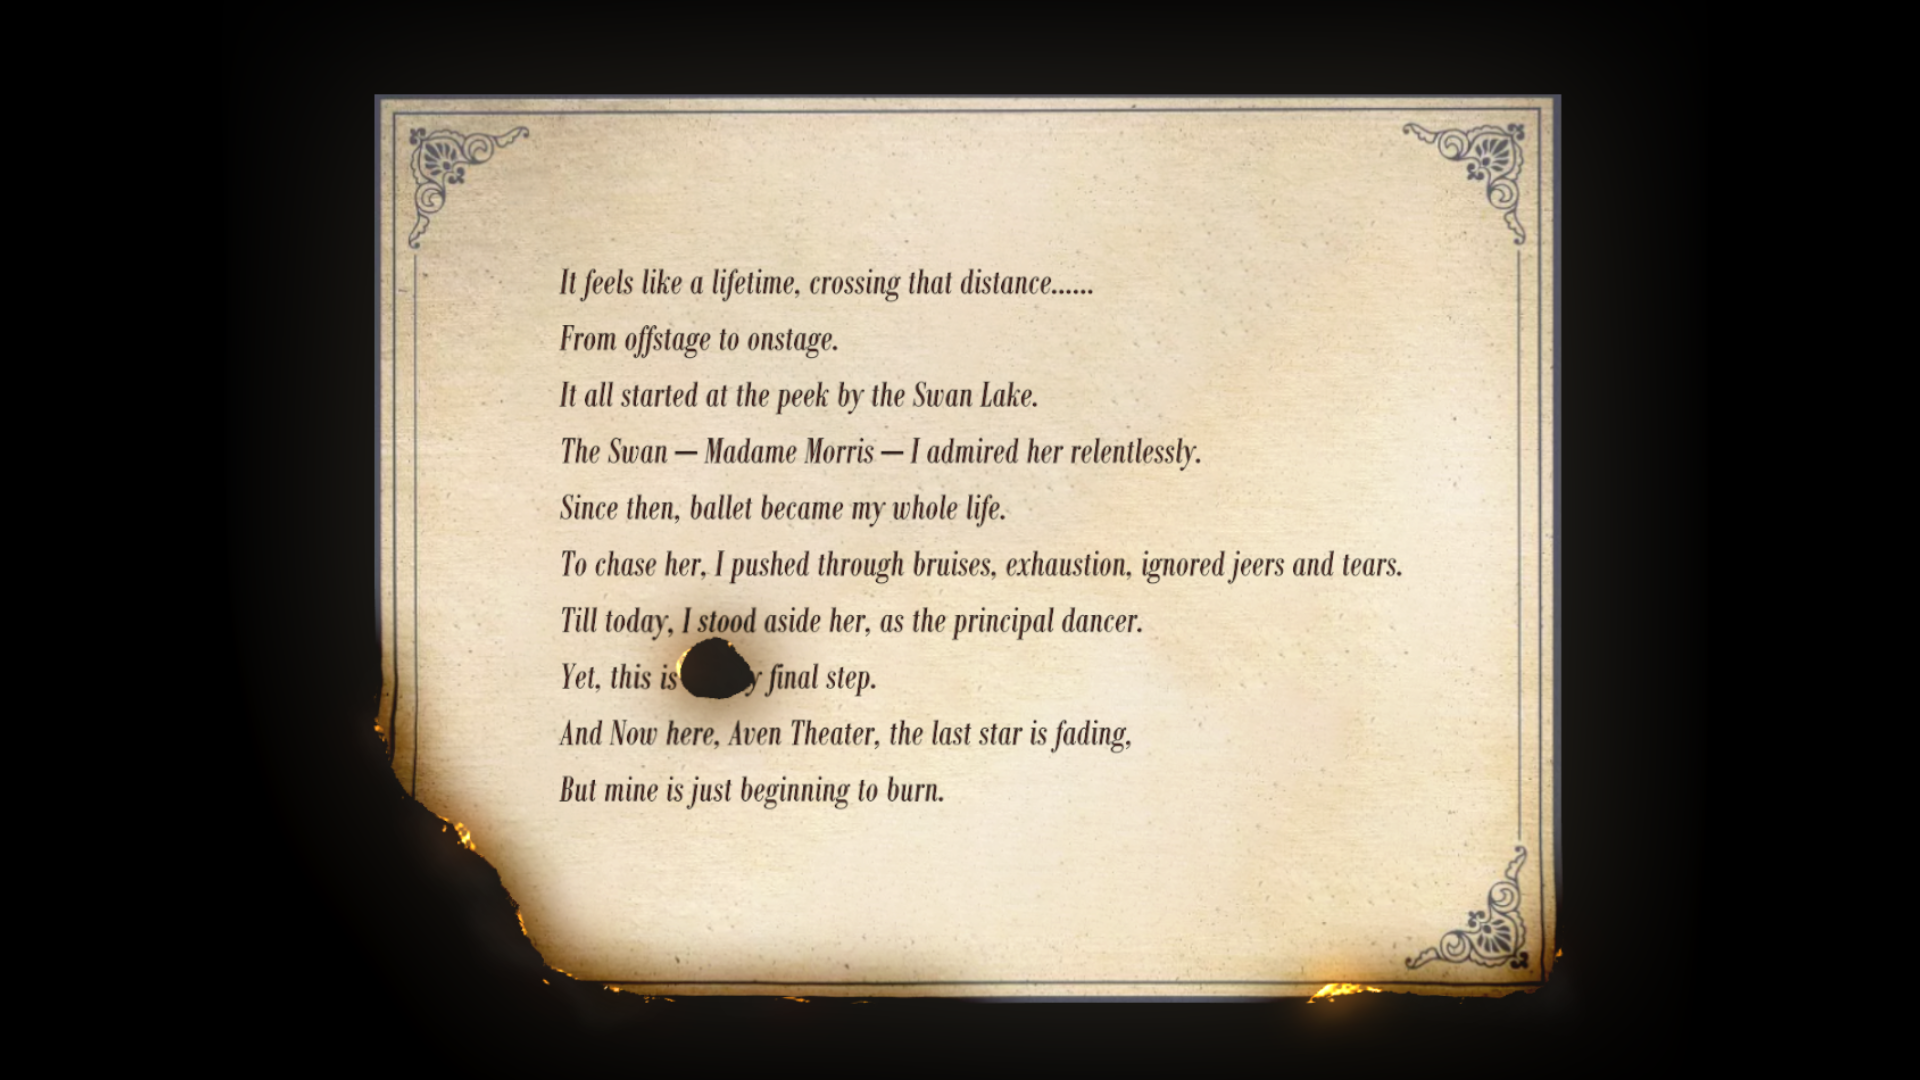 It feels like a lifetime, crossing that distance......
From offstage to onstage.
It all started at the peek by the Swan Lake.
The Swan — Madame Morris — I admired her relentlessly.
Since then, ballet became my whole life.
To chase her, I pushed through bruises, exhaustion, ignored jeers and tears.
Till today, I stood aside her, as the principal dancer.
Yet, this is final step.
And Now here, Aven Theater, the last star is fading,
But mine is just beginning to burn.